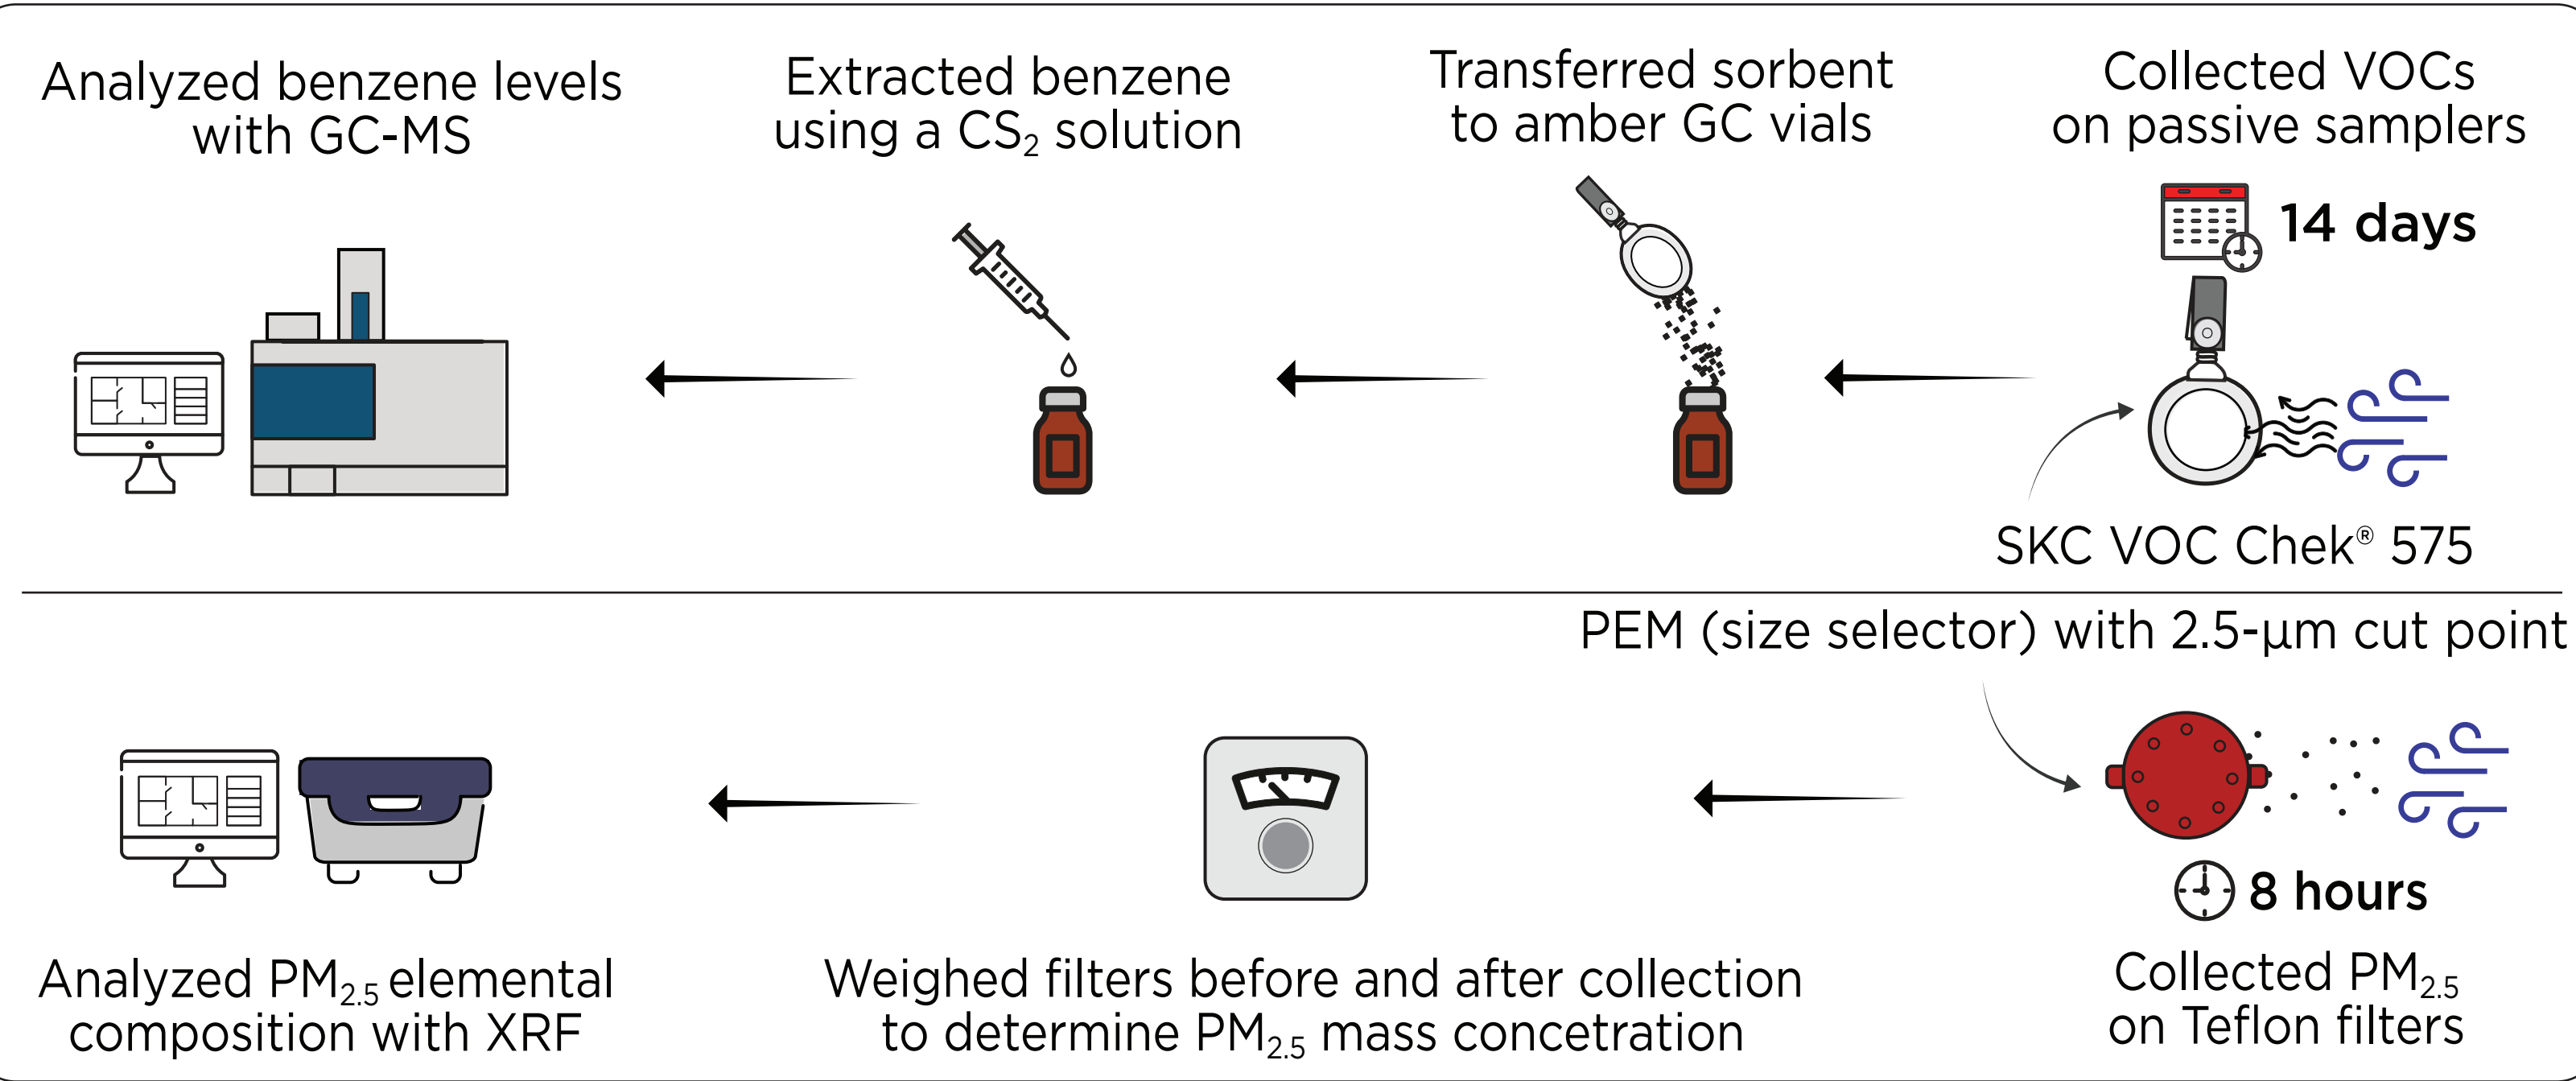 Analyzed benzene levels
with GC-MS
Extracted benzene
using a CS₂ solution
Transferred sorbent
to amber GC vials
Collected VOCs
on passive samplers
14 days
SKC VOC Chek® 575
PEM (size selector) with 2.5-µm cut point
8 hours
Analyzed PM₂.₅ elemental
composition with XRF
Weighed filters before and after collection
to determine PM₂.₅ mass concetration
Collected PM₂.₅
on Teflon filters